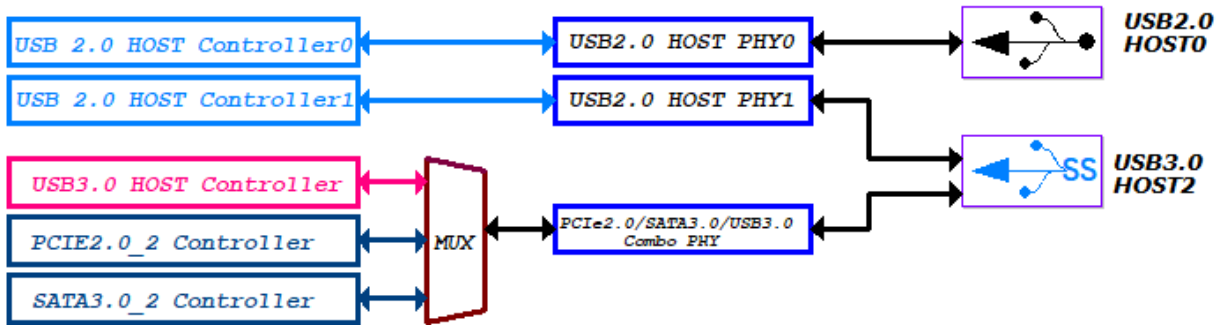 USB 2.0 HOST Controller0
USB2.0 HOST PHY0
USB2.0
HOST0
USB 2.0 HOST Controller1
USB2.0 HOST PHY1
USB3.0 HOST Controller
SS
USB3.0
HOST2
PCIE2.0_2 Controller
MUX
PCIe2.0/SATA3.0/USB3.0
Combo PHY
SATA3.0_2 Controller